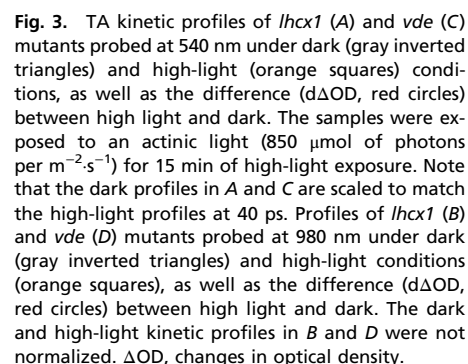 Fig. 3. TA kinetic profiles of lhcx1 (A) and vde (C)
mutants probed at 540 nm under dark (gray inverted
triangles) and high-light (orange squares) condi-
tions, as well as the difference (dΔOD, red circles)
between high light and dark. The samples were ex-
posed to an actinic light (850 μmol of photons
per m⁻²·s⁻¹) for 15 min of high-light exposure. Note
that the dark profiles in A and C are scaled to match
the high-light profiles at 40 ps. Profiles of lhcx1 (B)
and vde (D) mutants probed at 980 nm under dark
(gray inverted triangles) and high-light conditions
(orange squares), as well as the difference (dΔOD,
red circles) between high light and dark. The dark
and high-light kinetic profiles in B and D were not
normalized. ΔOD, changes in optical density.